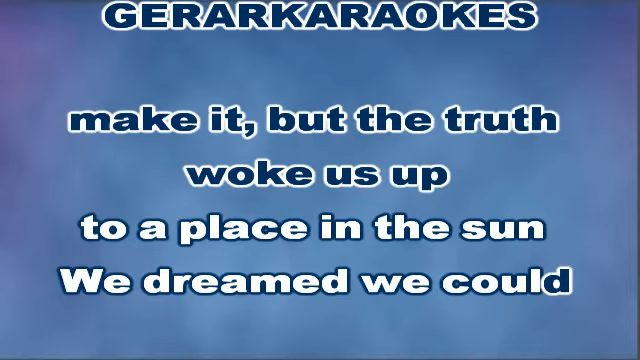 GERARKARAOKES
make it, but the truth
woke us up
to a place in the sun
We dreamed we could